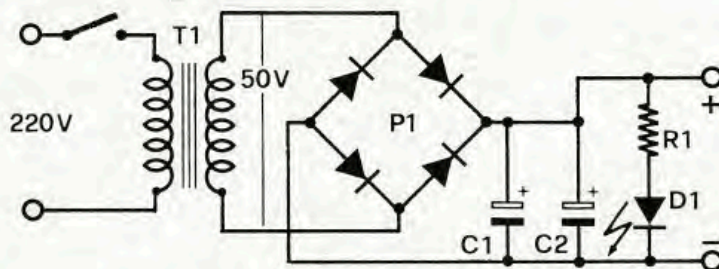 T1
50V
220V
P1
+
R1
+
+
D1
C1
C2
−